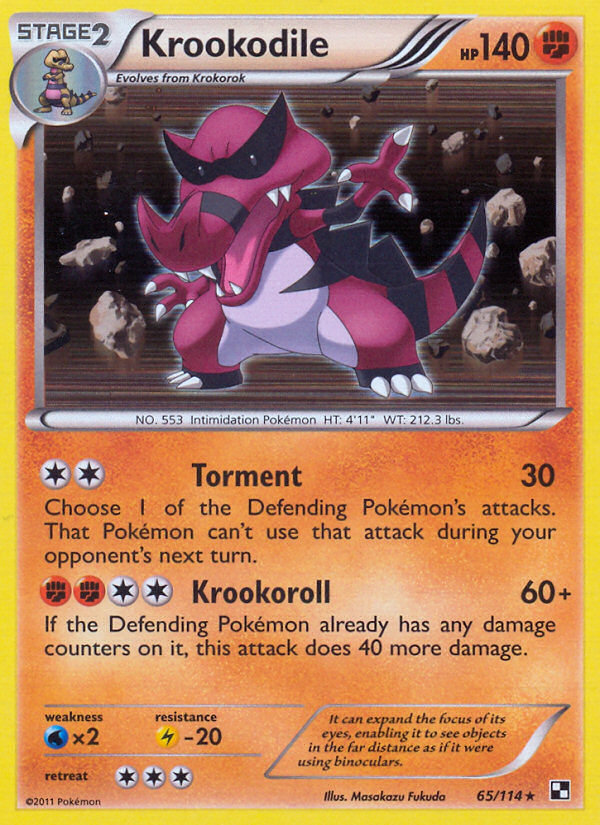 STAGE2
Krookodile
HP140
Evolves from Krokorok
NO. 553 Intimidation Pokémon HT: 4'11" WT: 212.3 lbs.
Torment 30
Choose 1 of the Defending Pokémon's attacks.
That Pokémon can't use that attack during your
opponent's next turn.
Krookoroll 60+
If the Defending Pokémon already has any damage
counters on it, this attack does 40 more damage.
weakness resistance
×2 -20
retreat
It can expand the focus of its
eyes, enabling it to see objects
in the far distance as if it were
using binoculars.
©2011 Pokémon
Illus. Masakazu Fukuda 65/114★